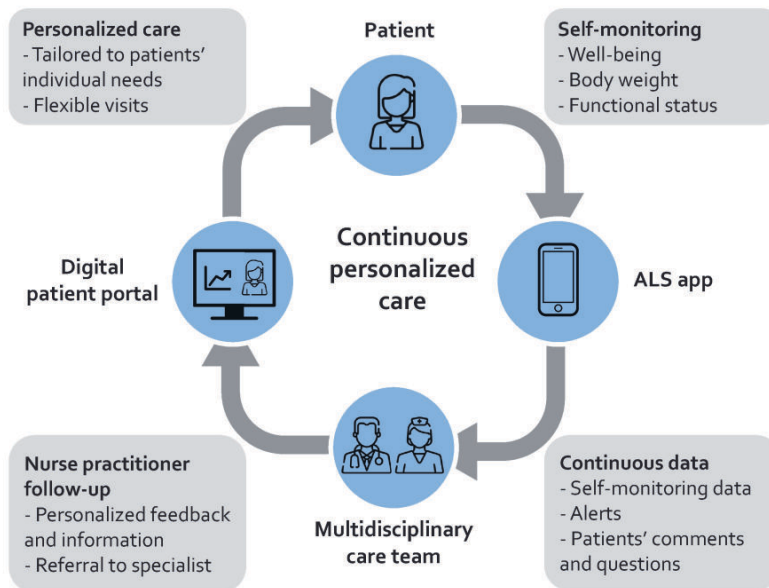 Personalized care
- Tailored to patients'
individual needs
- Flexible visits
Patient
Self-monitoring
- Well-being
- Body weight
- Functional status
Digital
patient portal
Continuous
personalized
care
ALS app
Nurse practitioner
follow-up
- Personalized feedback
and information
- Referral to specialist
Multidisciplinary
care team
Continuous data
- Self-monitoring data
- Alerts
- Patients' comments
and questions